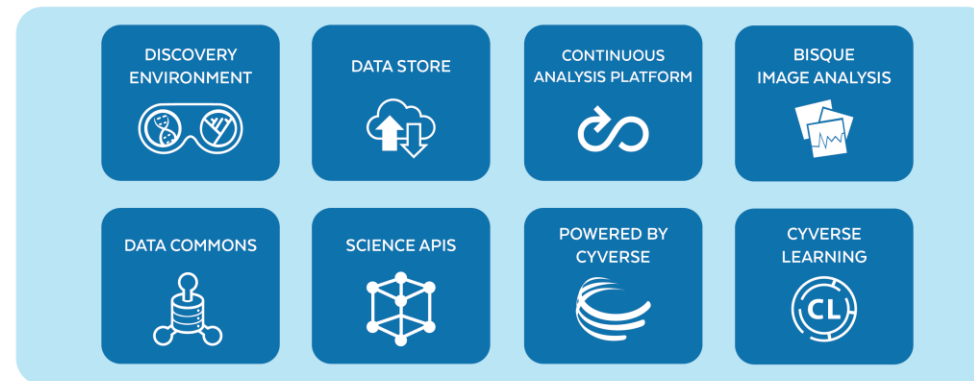 DISCOVERY
ENVIRONMENT
DATA STORE
CONTINUOUS
ANALYSIS PLATFORM
BISQUE
IMAGE ANALYSIS
DATA COMMONS
SCIENCE APIS
POWERED BY
CYVERSE
CYVERSE
LEARNING
CL